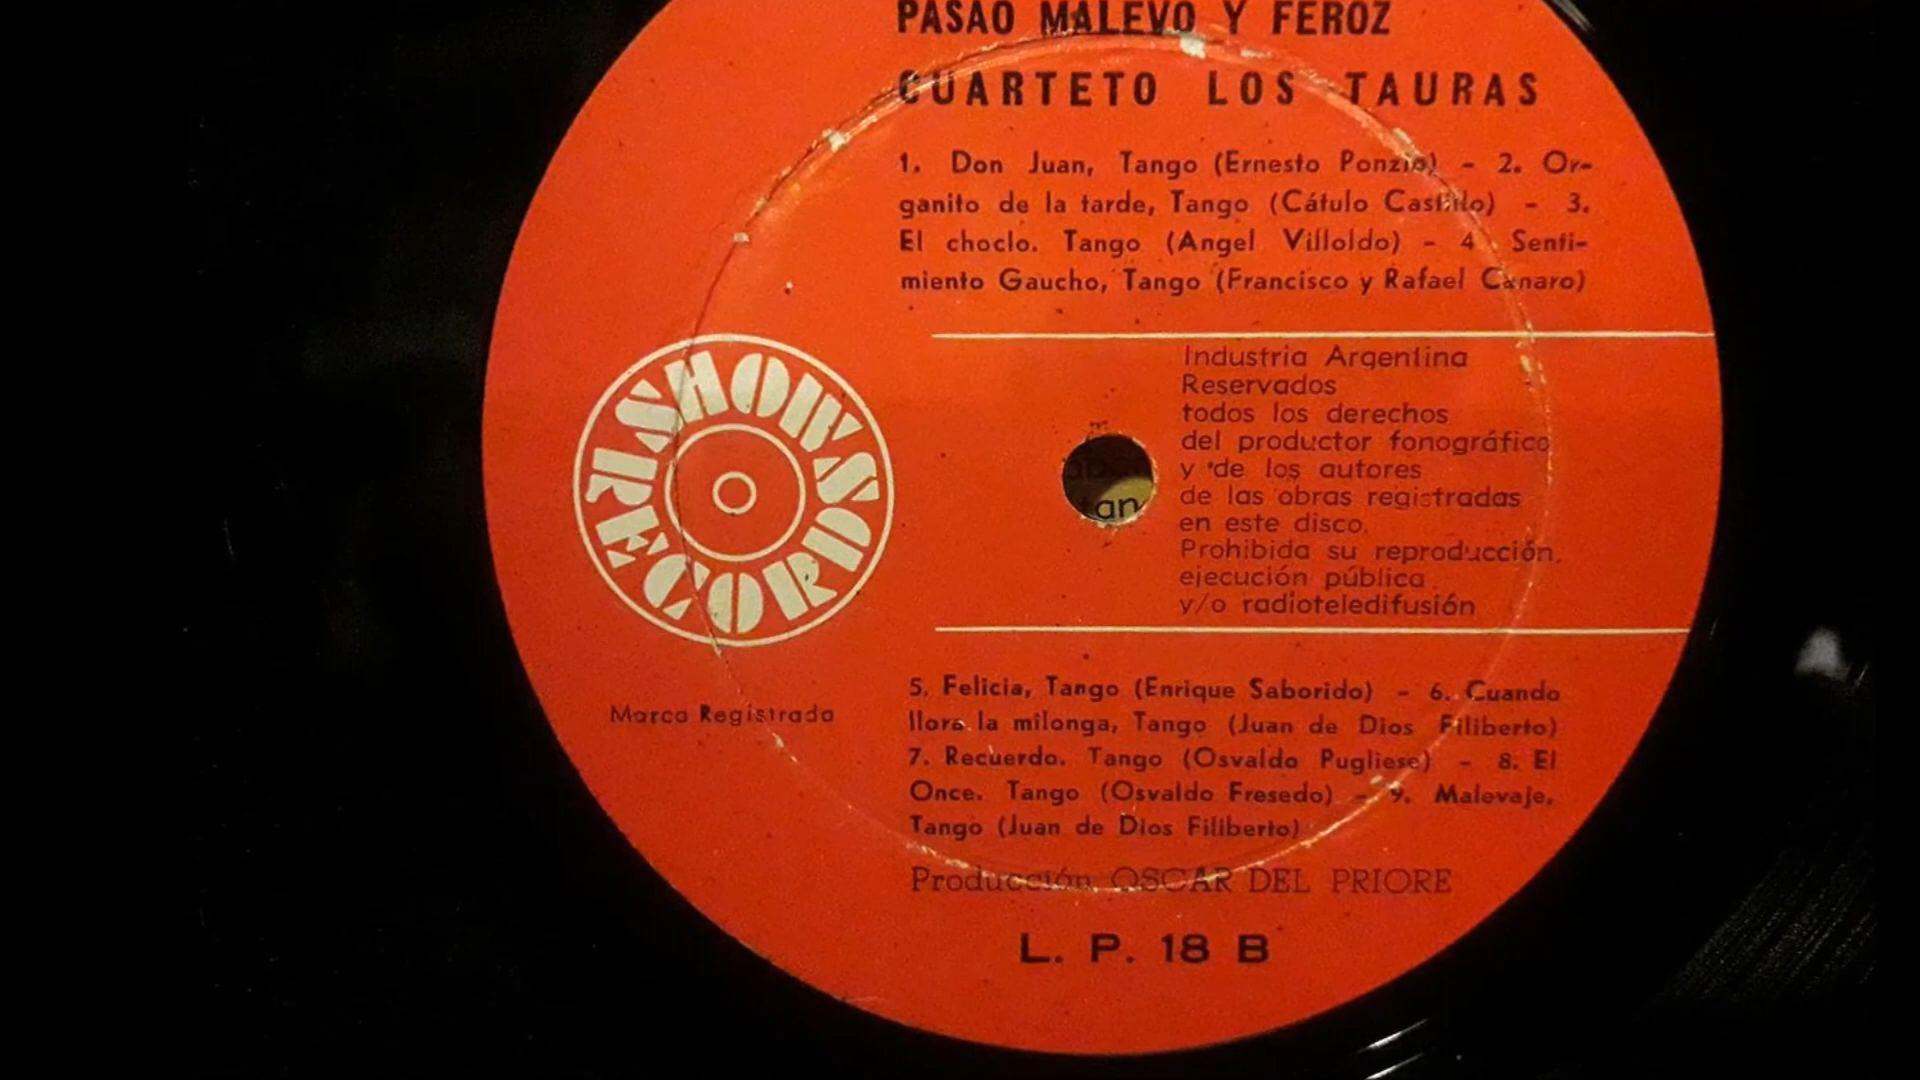 PASAO MALEVO Y FEROZ
CUARTETO LOS TAURAS
1. Don Juan, Tango (Ernesto Ponzio) - 2. Or-
ganito de la tarde, Tango (Cátulo Castillo) - 3.
El choclo. Tango (Angel Villoldo) - 4. Senti-
miento Gaucho, Tango (Francisco y Rafael Canaro)
SHOWS RECORDS
Marca Registrada
Industria Argentina
Reservados
todos los derechos
del productor fonográfico
y de los autores
de las obras registradas
en este disco.
Prohibida su reproducción,
ejecución pública
y/o radioteledifusión
tan
5. Felicia, Tango (Enrique Saborido) - 6. Cuando
llora la milonga, Tango (Juan de Dios Filiberto)
7. Recuerdo. Tango (Osvaldo Pugliese) - 8. El
Once. Tango (Osvaldo Fresedo) - 9. Malevaje,
Tango (Juan de Dios Filiberto)
Producción OSCAR DEL PRIORE
L. P. 18 B